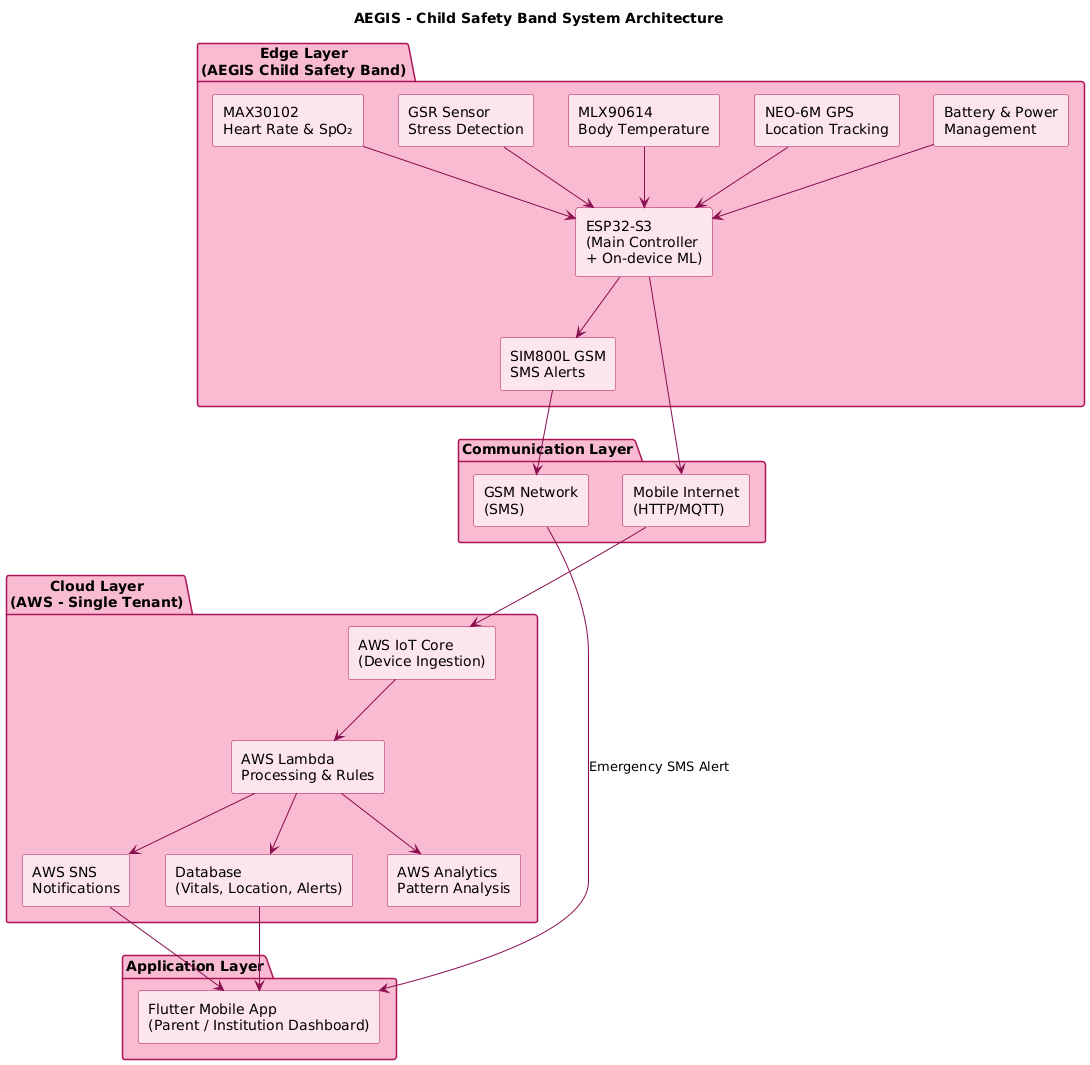 AEGIS - Child Safety Band System Architecture
Edge Layer
(AEGIS Child Safety Band)
MAX30102
Heart Rate & SpO₂
GSR Sensor
Stress Detection
MLX90614
Body Temperature
NEO-6M GPS
Location Tracking
Battery & Power
Management
ESP32-S3
(Main Controller
+ On-device ML)
SIM800L GSM
SMS Alerts
Communication Layer
GSM Network
(SMS)
Mobile Internet
(HTTP/MQTT)
Cloud Layer
(AWS - Single Tenant)
AWS IoT Core
(Device Ingestion)
AWS Lambda
Processing & Rules
Emergency SMS Alert
AWS SNS
Notifications
Database
(Vitals, Location, Alerts)
AWS Analytics
Pattern Analysis
Application Layer
Flutter Mobile App
(Parent / Institution Dashboard)